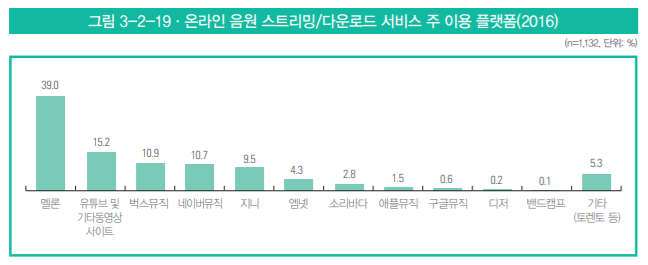 그림 3-2-19 · 온라인 음원 스트리밍/다운로드 서비스 주 이용 플랫폼(2016)
(n=1,132, 단위: %)
39.0
15.2
10.9
10.7
9.5
4.3
2.8
1.5
0.6
0.2
0.1
5.3
멜론
유튜브 및
기타동영상
사이트
벅스뮤직
네이버뮤직
지니
엠넷
소리바다
애플뮤직
구글뮤직
디저
밴드캠프
기타
(토렌토 등)